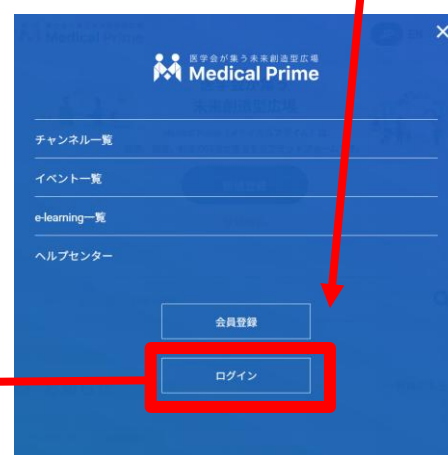 ×
医学会が集う未来創造型広場
Medical Prime
チャンネル一覧
イベント一覧
e-learning一覧
ヘルプセンター
会員登録
ログイン